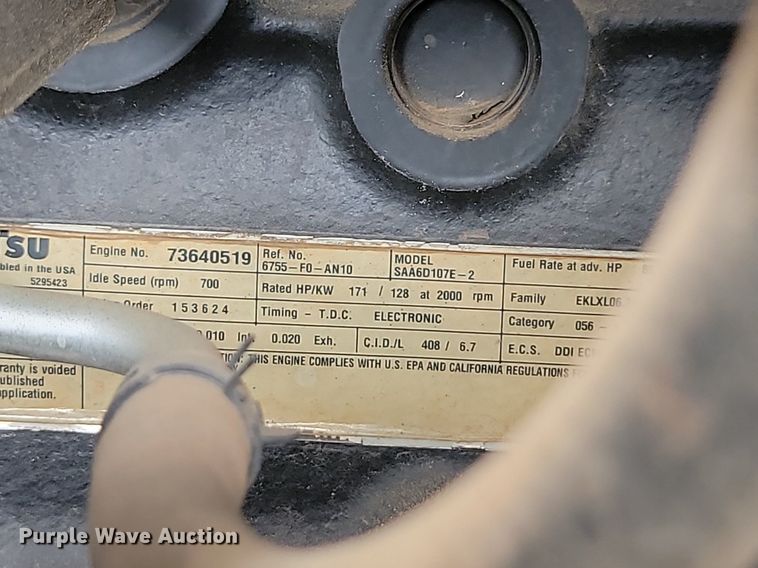 TSU Engine No. 73640519 Ref. No. 6755-F0-AN10 MODEL SAA6D107E-2 Fuel Rate at adv. HP
bled in the USA
5295423 Idle Speed (rpm) 700 Rated HP/KW 171 / 128 at 2000 rpm Family EKLXL06
Order 153624 Timing - T.D.C. ELECTRONIC Category 056 -
0.010 Int. 0.020 Exh. C.I.D./L 408 / 6.7 E.C.S. DDI EC
THIS ENGINE COMPLIES WITH U.S. EPA AND CALIFORNIA REGULATIONS
ranty is voided
ublished
application.
Purple Wave Auction